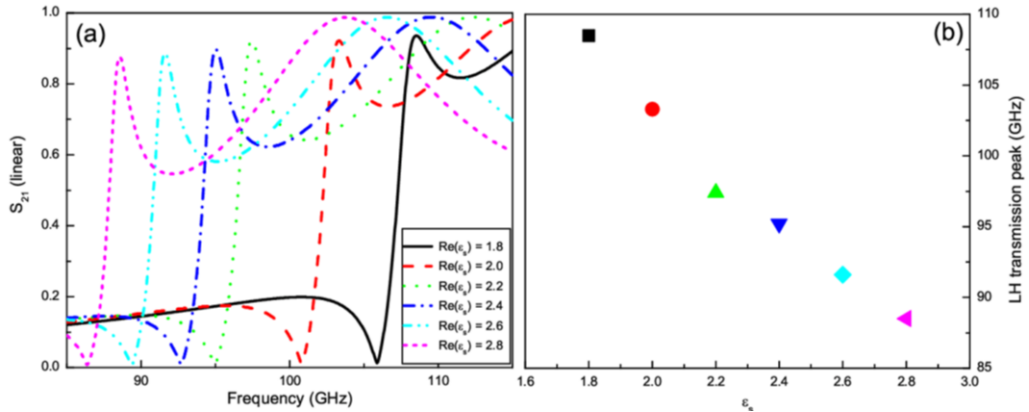 (a)
1.0
0.8
0.6
0.4
0.2
0.0
S₂₁ (linear)
90
100
110
Frequency (GHz)
Re(εₛ) = 1.8
Re(εₛ) = 2.0
Re(εₛ) = 2.2
Re(εₛ) = 2.4
Re(εₛ) = 2.6
Re(εₛ) = 2.8
(b)
110
105
100
95
90
85
LH transmission peak (GHz)
1.6
1.8
2.0
2.2
2.4
2.6
2.8
3.0
εₛ